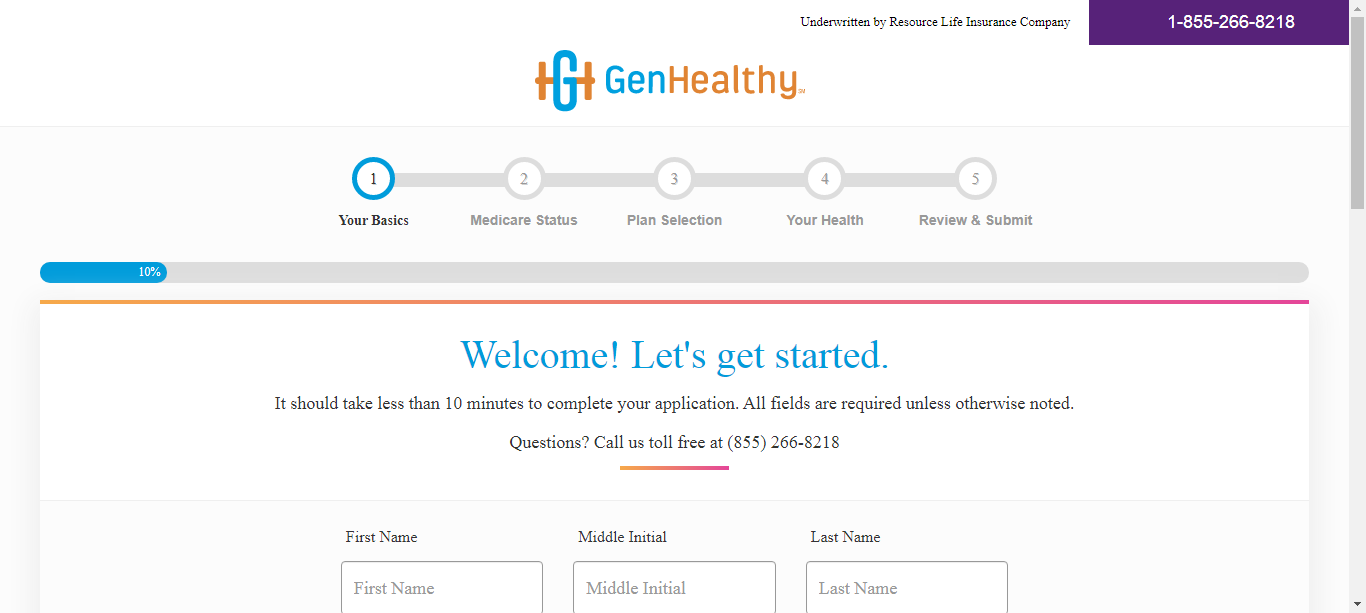 Underwritten by Resource Life Insurance Company
1-855-266-8218
GenHealthy SM
1
2
3
4
5
Your Basics
Medicare Status
Plan Selection
Your Health
Review & Submit
10%
Welcome! Let's get started.
It should take less than 10 minutes to complete your application. All fields are required unless otherwise noted.
Questions? Call us toll free at (855) 266-8218
First Name
Middle Initial
Last Name
First Name
Middle Initial
Last Name